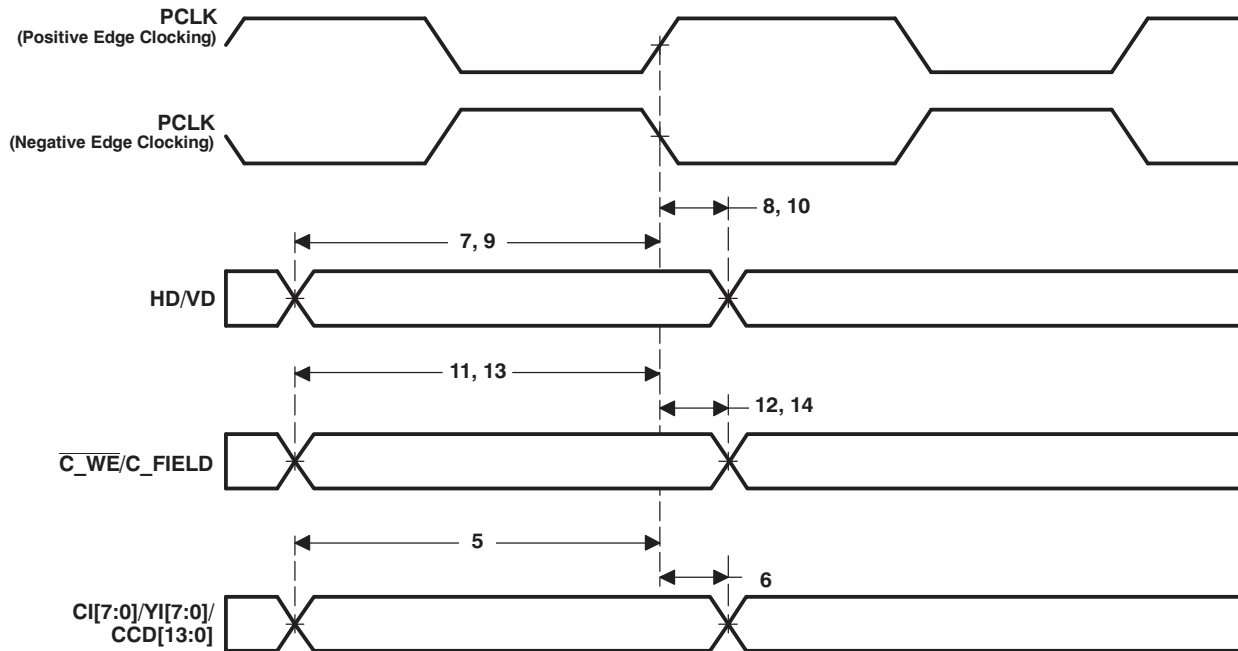 PCLK
(Positive Edge Clocking)
PCLK
(Negative Edge Clocking)
8, 10
7, 9
HD/VD
11, 13
12, 14
C_WE/C_FIELD
5
6
CI[7:0]/YI[7:0]/
CCD[13:0]